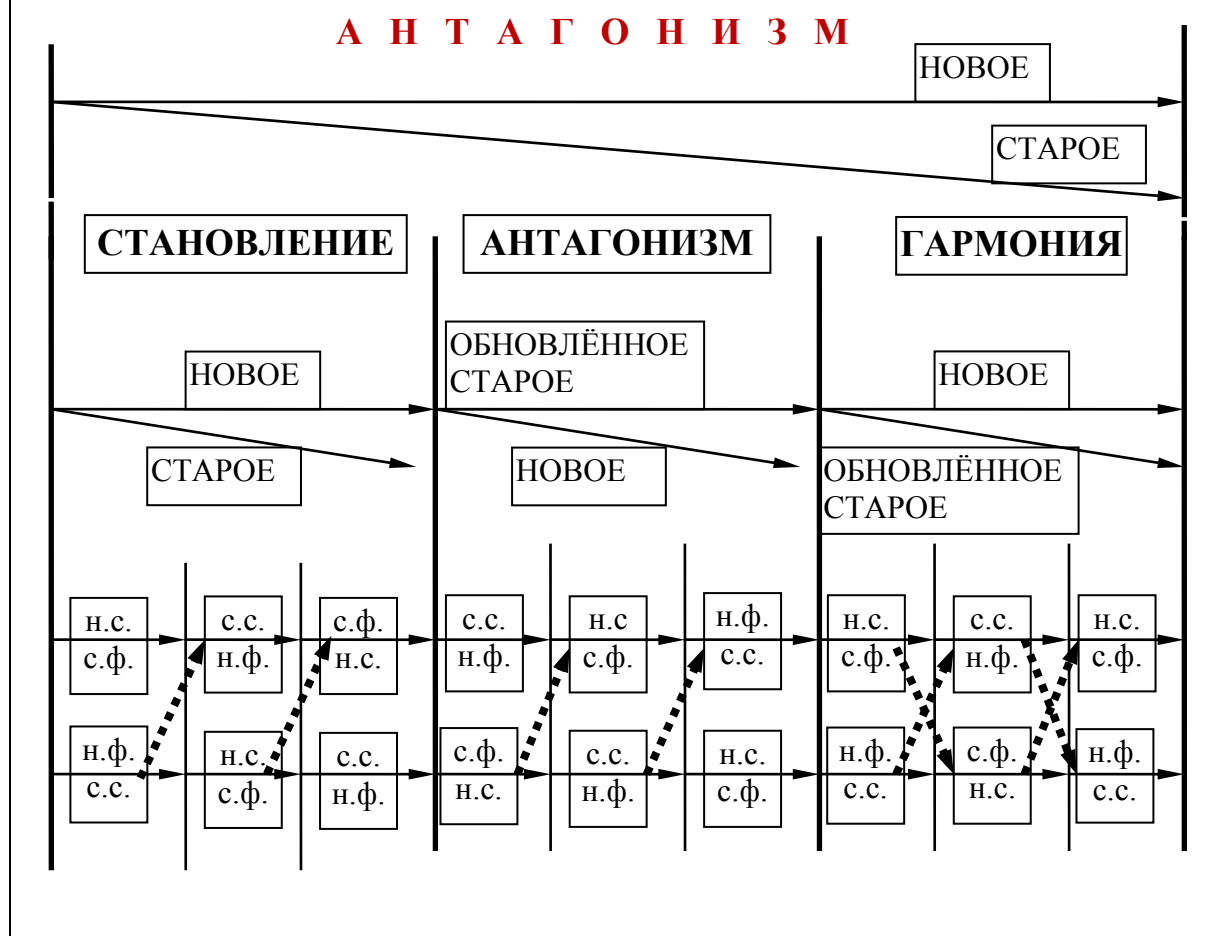 А Н Т А Г О Н И З М
НОВОЕ
СТАРОЕ
СТАНОВЛЕНИЕ
АНТАГОНИЗМ
ГАРМОНИЯ
НОВОЕ
СТАРОЕ
ОБНОВЛЁННОЕ
СТАРОЕ
НОВОЕ
НОВОЕ
ОБНОВЛЁННОЕ
СТАРОЕ
н.с.
с.ф.
с.с.
н.ф.
с.ф.
н.с.
с.с.
н.ф.
н.с
с.ф.
н.ф.
с.с.
н.с.
с.ф.
с.с.
н.ф.
н.с.
с.ф.
н.ф.
с.с.
н.с.
с.ф.
с.с.
н.ф.
с.ф.
н.с.
с.с.
н.ф.
н.с.
с.ф.
н.ф.
с.с.
с.ф.
н.с.
н.ф.
с.с.